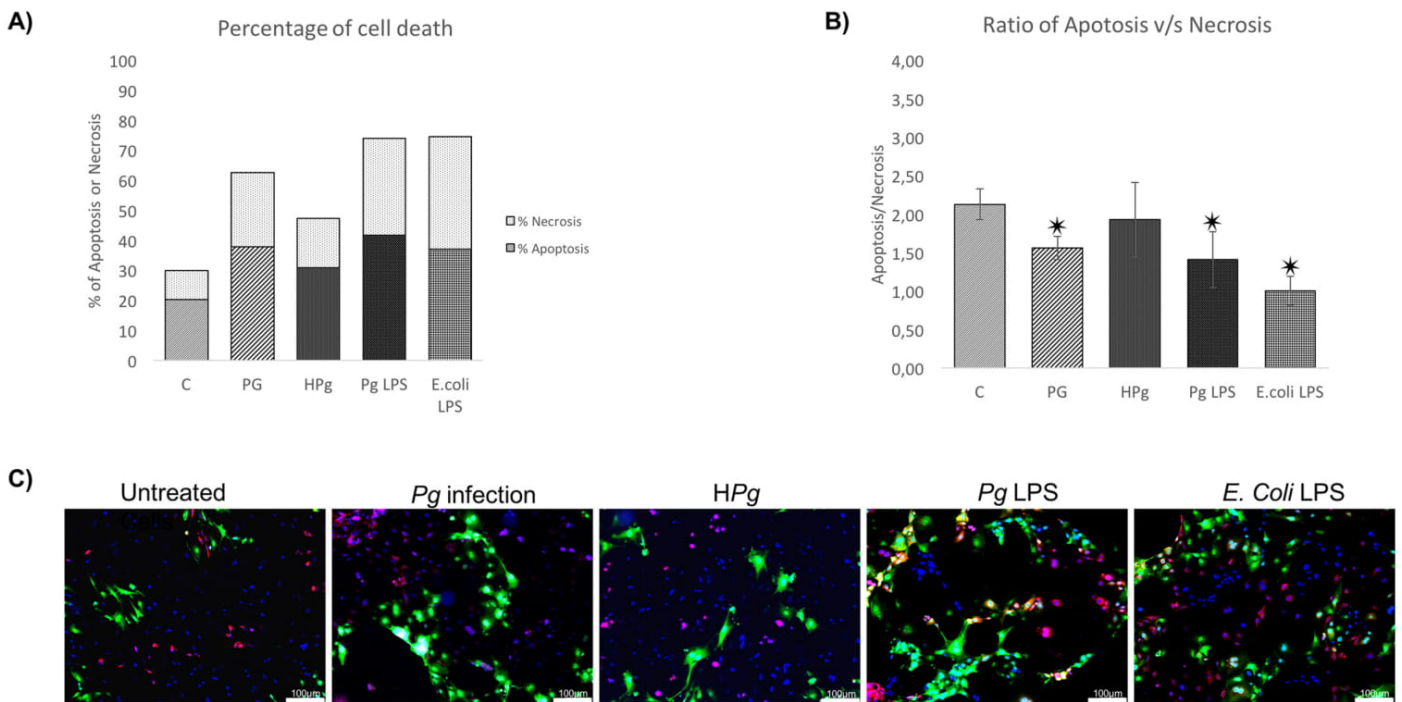 A)
Percentage of cell death
% of Apoptosis or Necrosis
100
90
80
70
60
50
40
30
20
10
0
C PG HPg Pg LPS E.coli
LPS
% Necrosis
% Apoptosis
B)
Ratio of Apotosis v/s Necrosis
Apoptosis/Necrosis
4,00
3,50
3,00
2,50
2,00
1,50
1,00
0,50
0,00
C PG HPg Pg LPS E.coli LPS
C)
Untreated
Cells
Pg infection
HPg
Pg LPS
E. Coli LPS
100µm
100µm
100µm
100µm
100µm